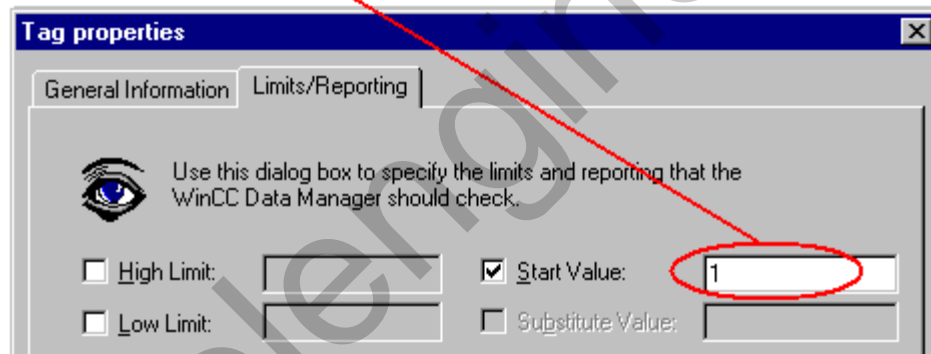 Tag properties
General Information Limits/Reporting
Use this dialog box to specify the limits and reporting that the
WinCC Data Manager should check.
High Limit: Start Value: 1
Low Limit: Substitute Value: